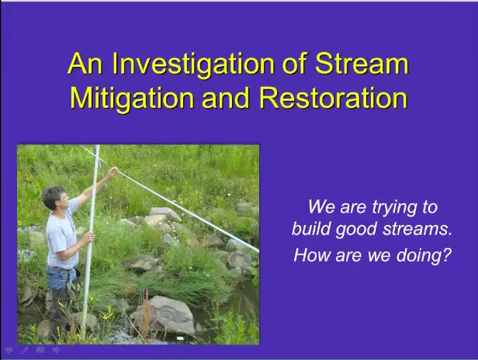 An Investigation of Stream
Mitigation and Restoration
We are trying to
build good streams.
How are we doing?